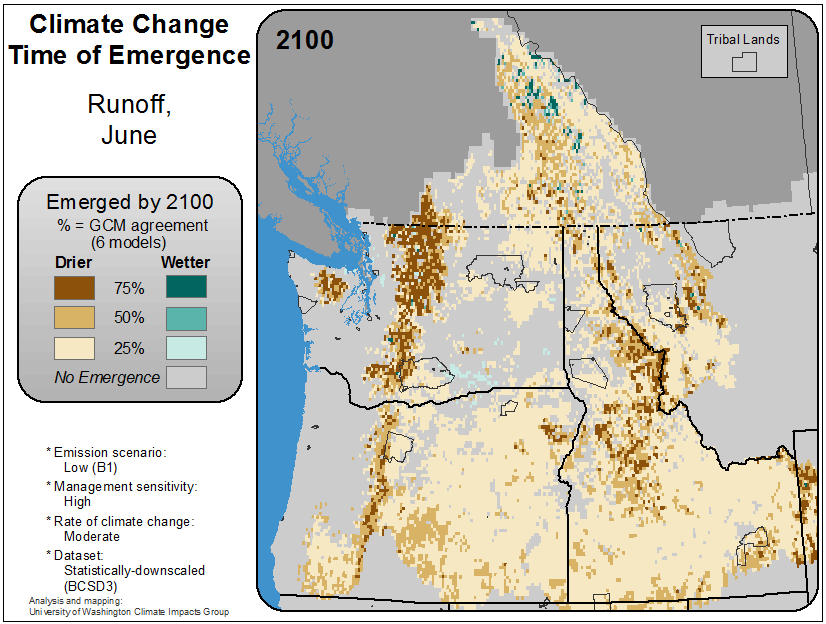 Climate Change
Time of Emergence
Runoff,
June
Emerged by 2100
% = GCM agreement
(6 models)
Drier Wetter
75%
50%
25%
No Emergence
* Emission scenario:
Low (B1)
* Management sensitivity:
High
* Rate of climate change:
Moderate
* Dataset:
Statistically-downscaled
(BCSD3)
Analysis and mapping:
University of Washington Climate Impacts Group
2100
Tribal Lands